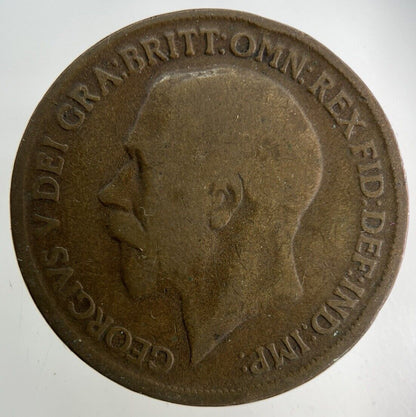 GEORGIVS V DEI GRA:BRITT:OMN:REX FID:DEF:IND:IMP: